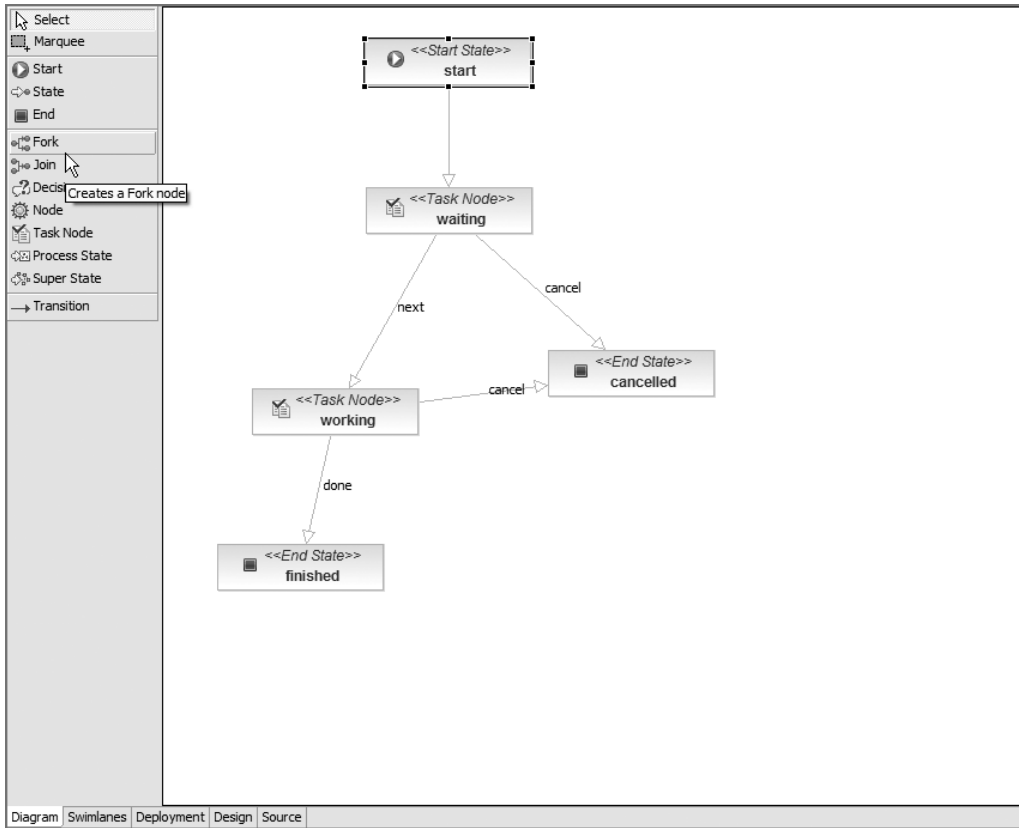 Select
Marquee
Start
State
End
Fork
Join
Decisi
Creates a Fork node
Node
Task Node
Process State
Super State
Transition
<<Start State>>
start
<<Task Node>>
waiting
next
cancel
<<End State>>
cancelled
cancel
<<Task Node>>
working
done
<<End State>>
finished
Diagram Swimlanes Deployment Design Source